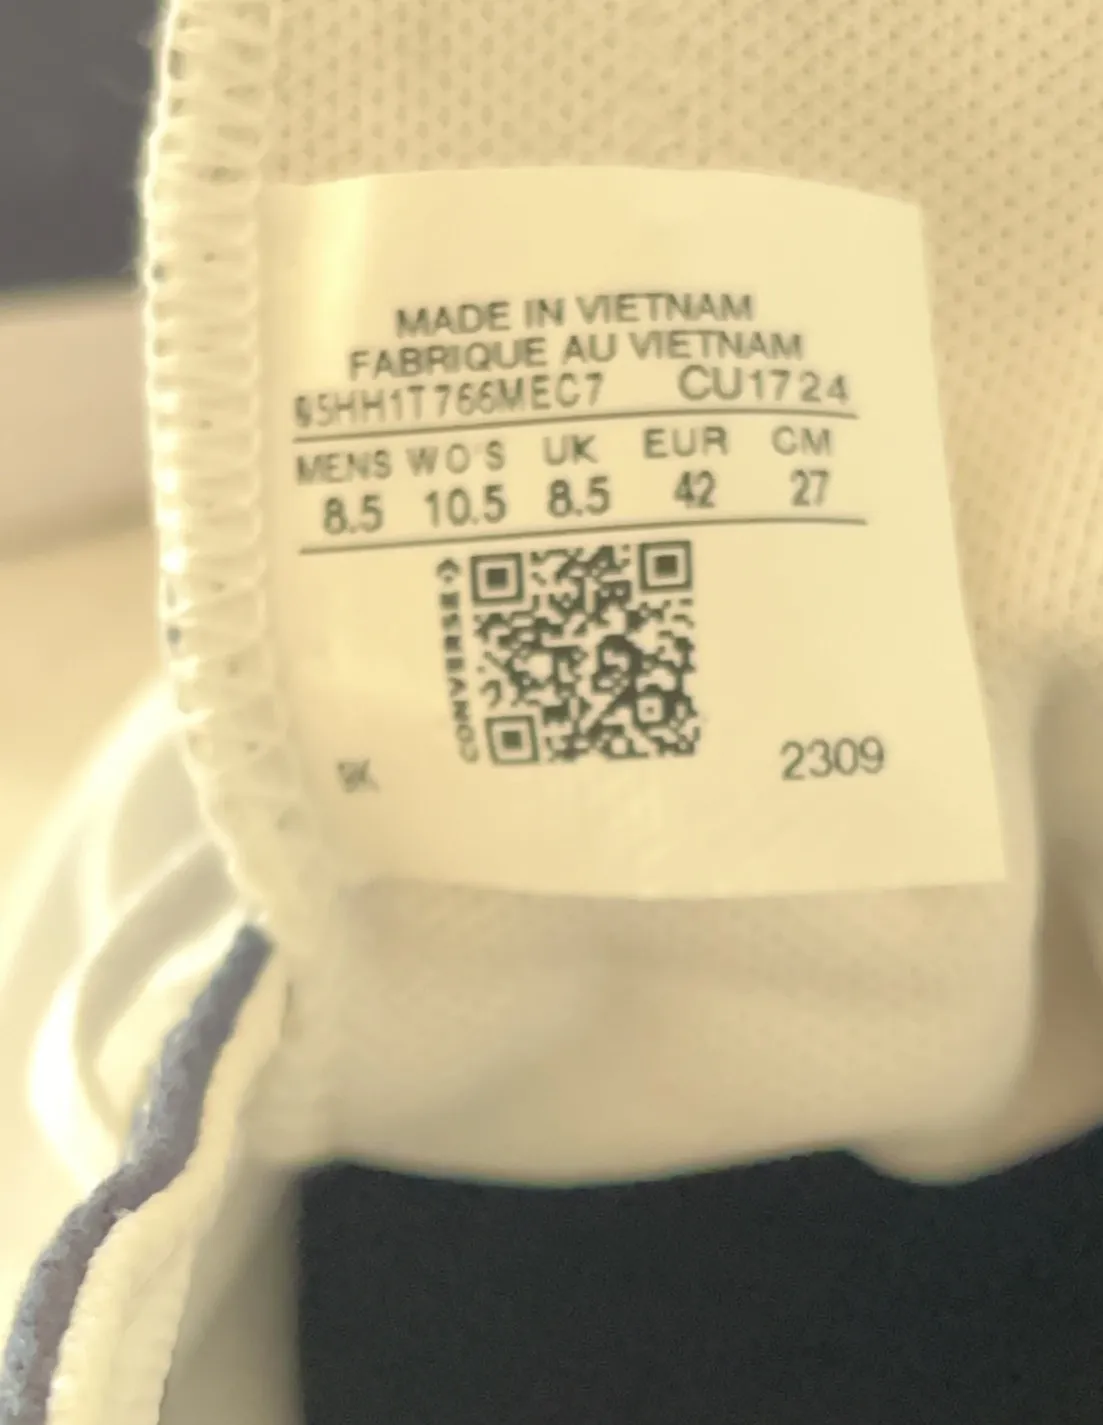 MADE IN VIETNAM
FABRIQUE AU VIETNAM
CU1724
MENS WO'S UK EUR CM
8.5 10.5 8.5 42 27
CONVERSE
2309